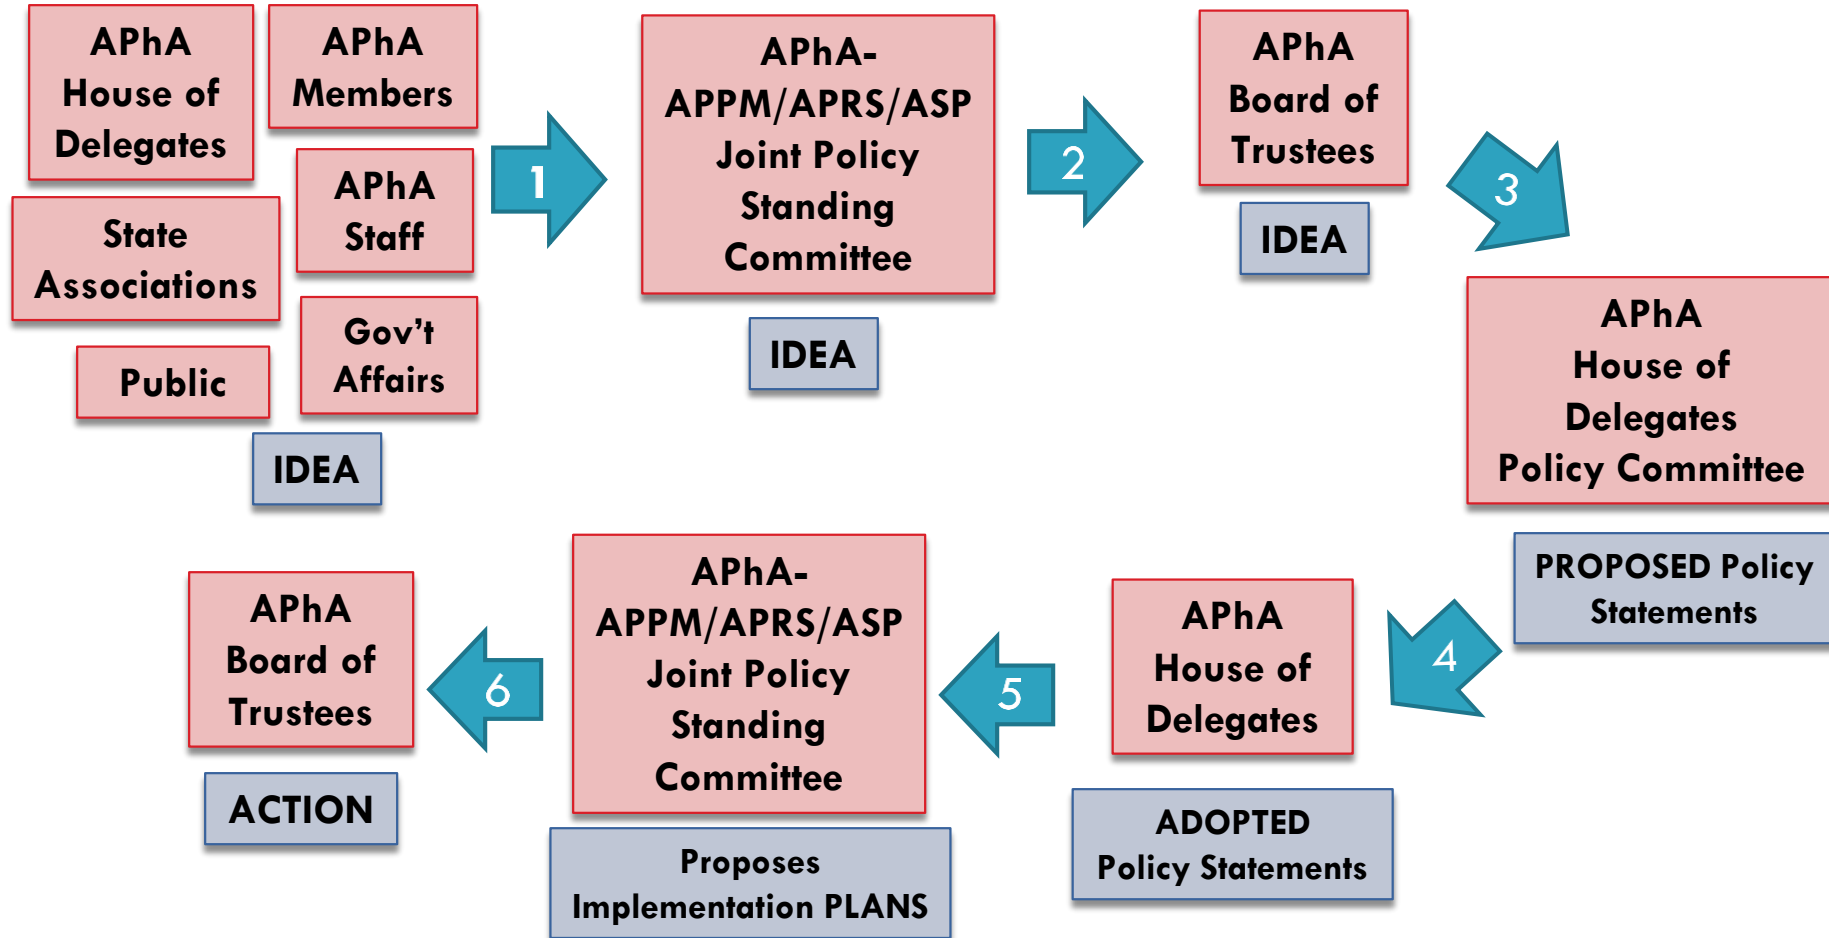 APhA
House of
Delegates
APhA
Members
APhA
Staff
State
Associations
Gov't
Affairs
Public
IDEA
1
APhA-
APPM/APRS/ASP
Joint Policy
Standing
Committee
IDEA
2
APhA
Board of
Trustees
IDEA
3
APhA
House of
Delegates
Policy Committee
PROPOSED Policy
Statements
4
APhA
House of
Delegates
ADOPTED
Policy Statements
5
APhA-
APPM/APRS/ASP
Joint Policy
Standing
Committee
Proposes
Implementation PLANS
6
APhA
Board of
Trustees
ACTION